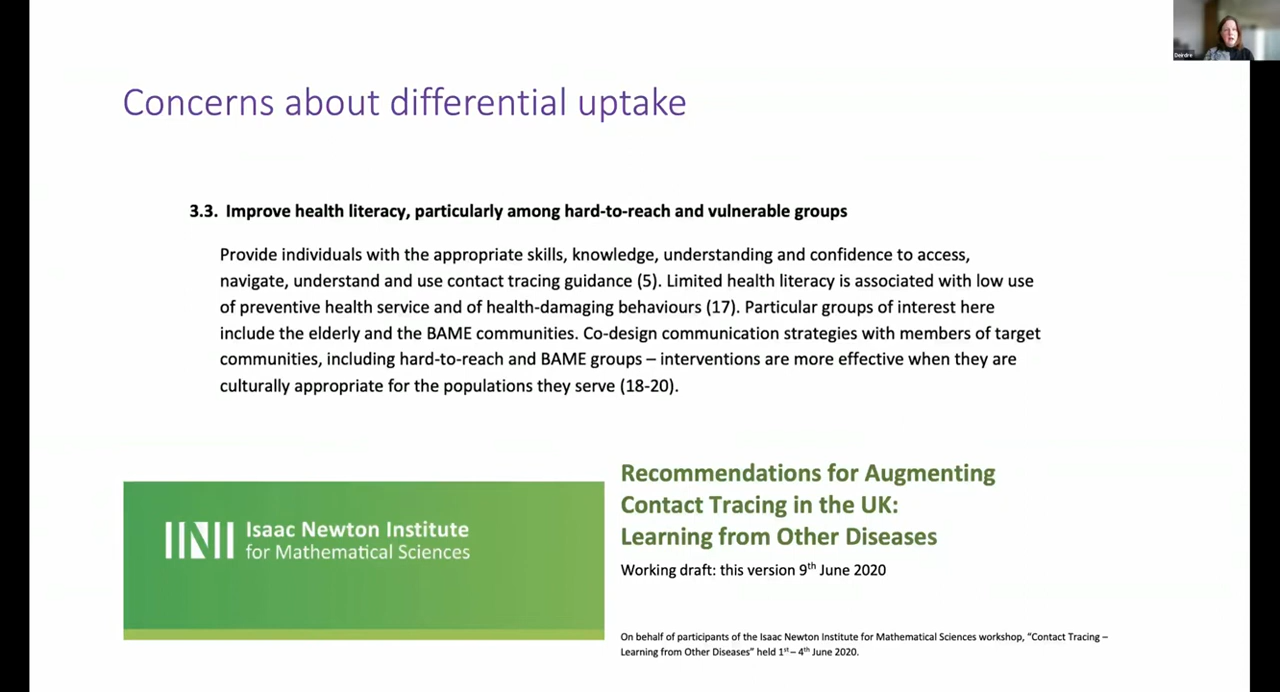 Deirdre
Concerns about differential uptake
3.3. Improve health literacy, particularly among hard-to-reach and vulnerable groups
Provide individuals with the appropriate skills, knowledge, understanding and confidence to access,
navigate, understand and use contact tracing guidance (5). Limited health literacy is associated with low use
of preventive health service and of health-damaging behaviours (17). Particular groups of interest here
include the elderly and the BAME communities. Co-design communication strategies with members of target
communities, including hard-to-reach and BAME groups – interventions are more effective when they are
culturally appropriate for the populations they serve (18-20).
Isaac Newton Institute
for Mathematical Sciences
Recommendations for Augmenting
Contact Tracing in the UK:
Learning from Other Diseases
Working draft: this version 9th June 2020
On behalf of participants of the Isaac Newton Institute for Mathematical Sciences workshop, “Contact Tracing –
Learning from Other Diseases” held 1st – 4th June 2020.